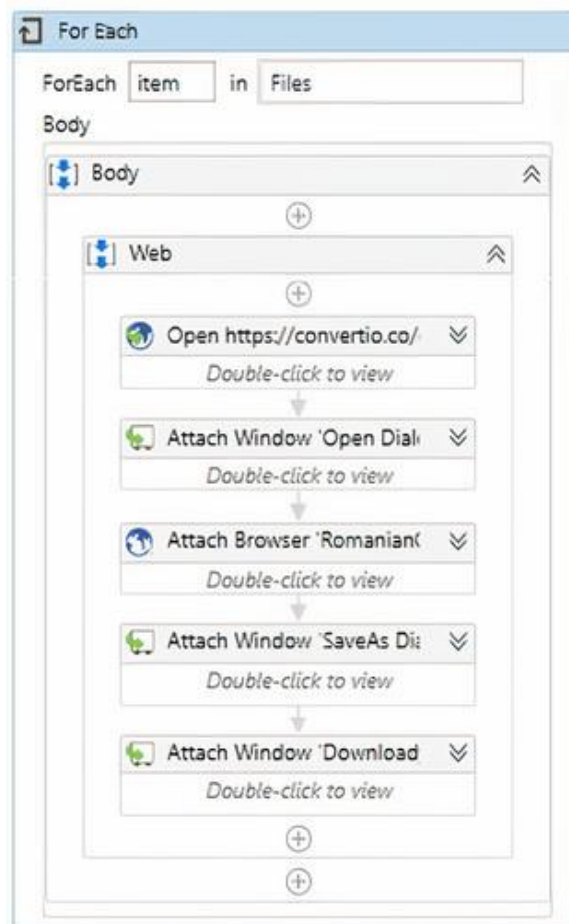 For Each
ForEach item in Files
Body
Body
Web
Open https://convertio.co/
Double-click to view
Attach Window 'Open Dial
Double-click to view
Attach Browser 'Romanian
Double-click to view
Attach Window 'SaveAs Dia
Double-click to view
Attach Window 'Download
Double-click to view